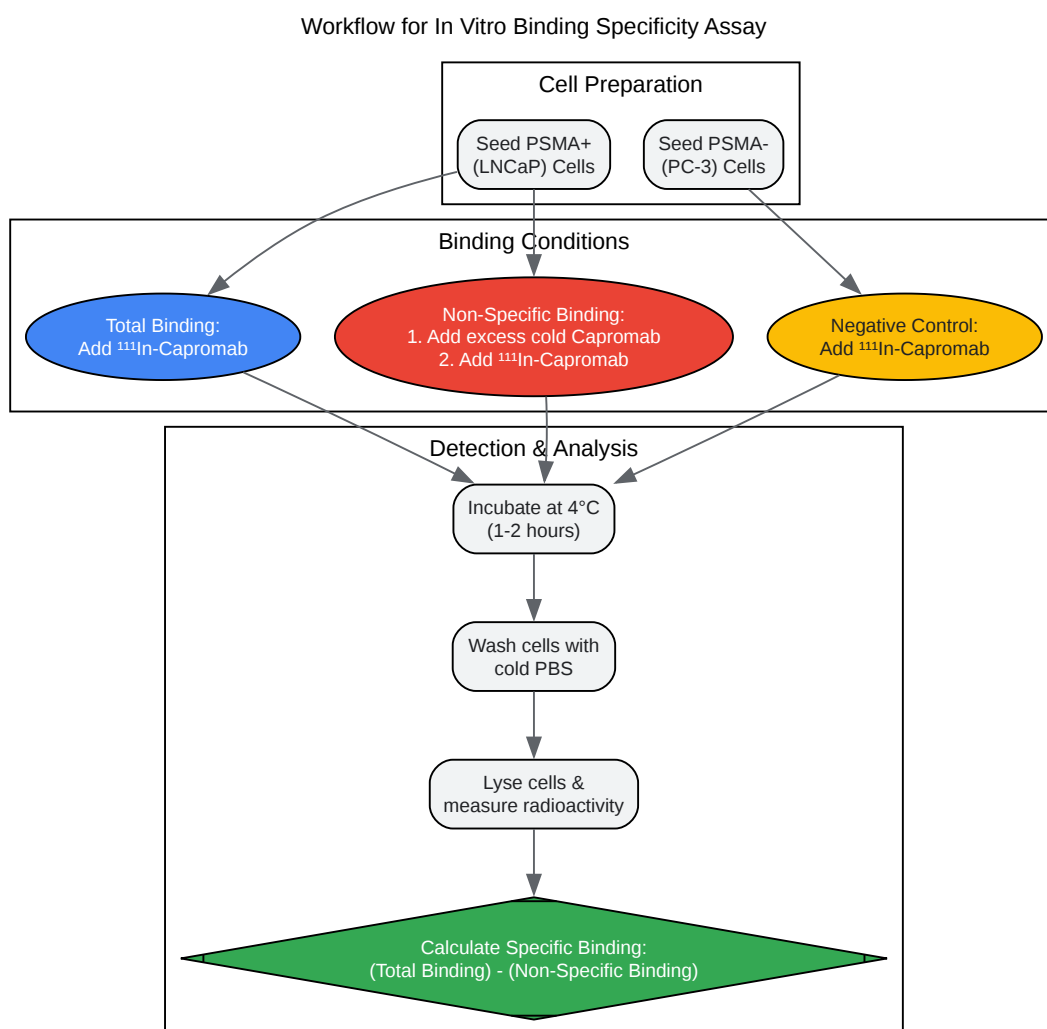 Workflow for In Vitro Binding Specificity Assay
Cell Preparation
Seed PSMA+
(LNCaP) Cells
Seed PSMA-
(PC-3) Cells
Binding Conditions
Total Binding:
Add ¹¹¹In-Capromab
Non-Specific Binding:
1. Add excess cold Capromab
2. Add ¹¹¹In-Capromab
Negative Control:
Add ¹¹¹In-Capromab
Detection & Analysis
Incubate at 4°C
(1-2 hours)
Wash cells with
cold PBS
Lyse cells &
measure radioactivity
Calculate Specific Binding:
(Total Binding) - (Non-Specific Binding)